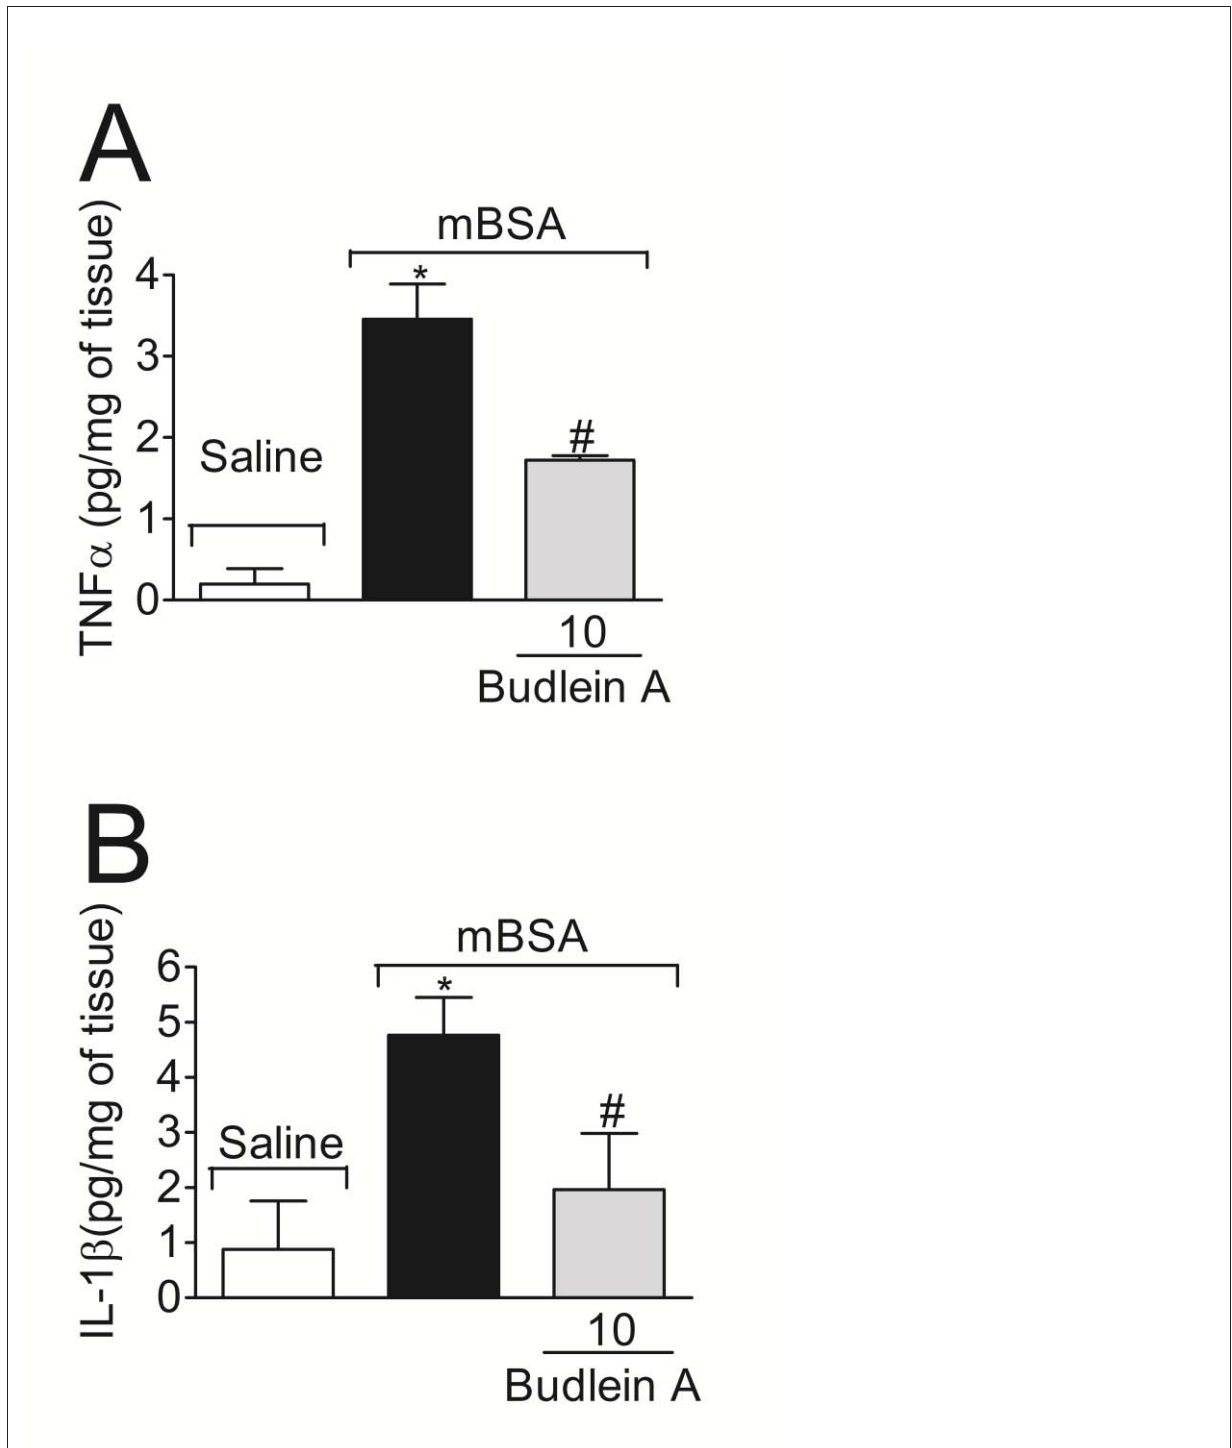 A
TNFα (pg/mg of tissue)
mBSA
4
*
3
2
#
Saline
1
0
10
Budlein A
B
IL-1β(pg/mg of tissue)
mBSA
6
*
5
4
3
#
Saline
2
1
0
10
Budlein A